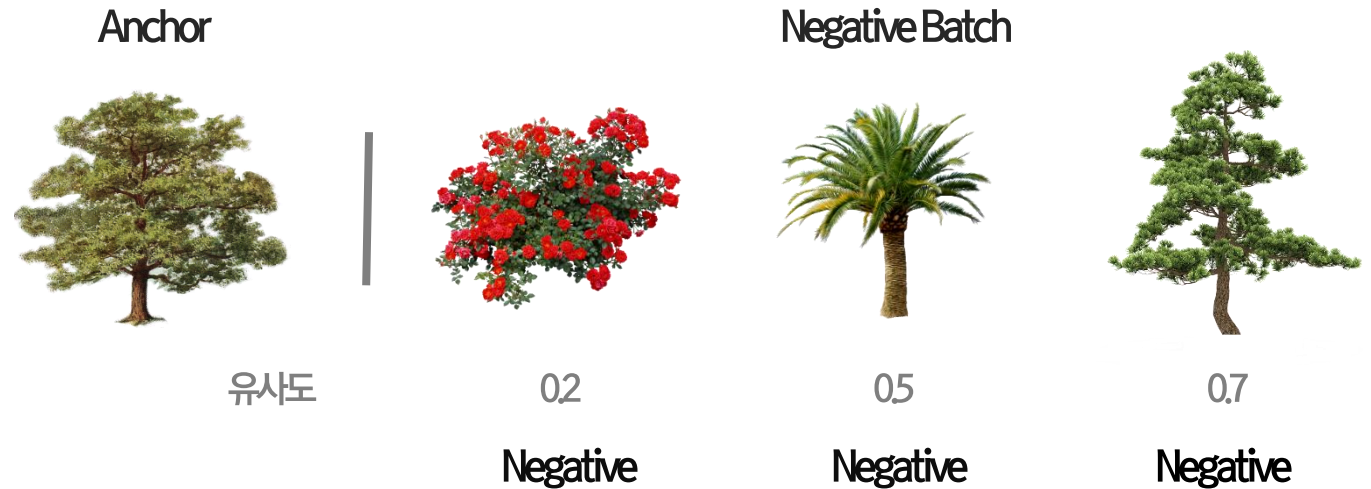 Anchor
Negative Batch
유사도
0.2
0.5
0.7
Negative
Negative
Negative